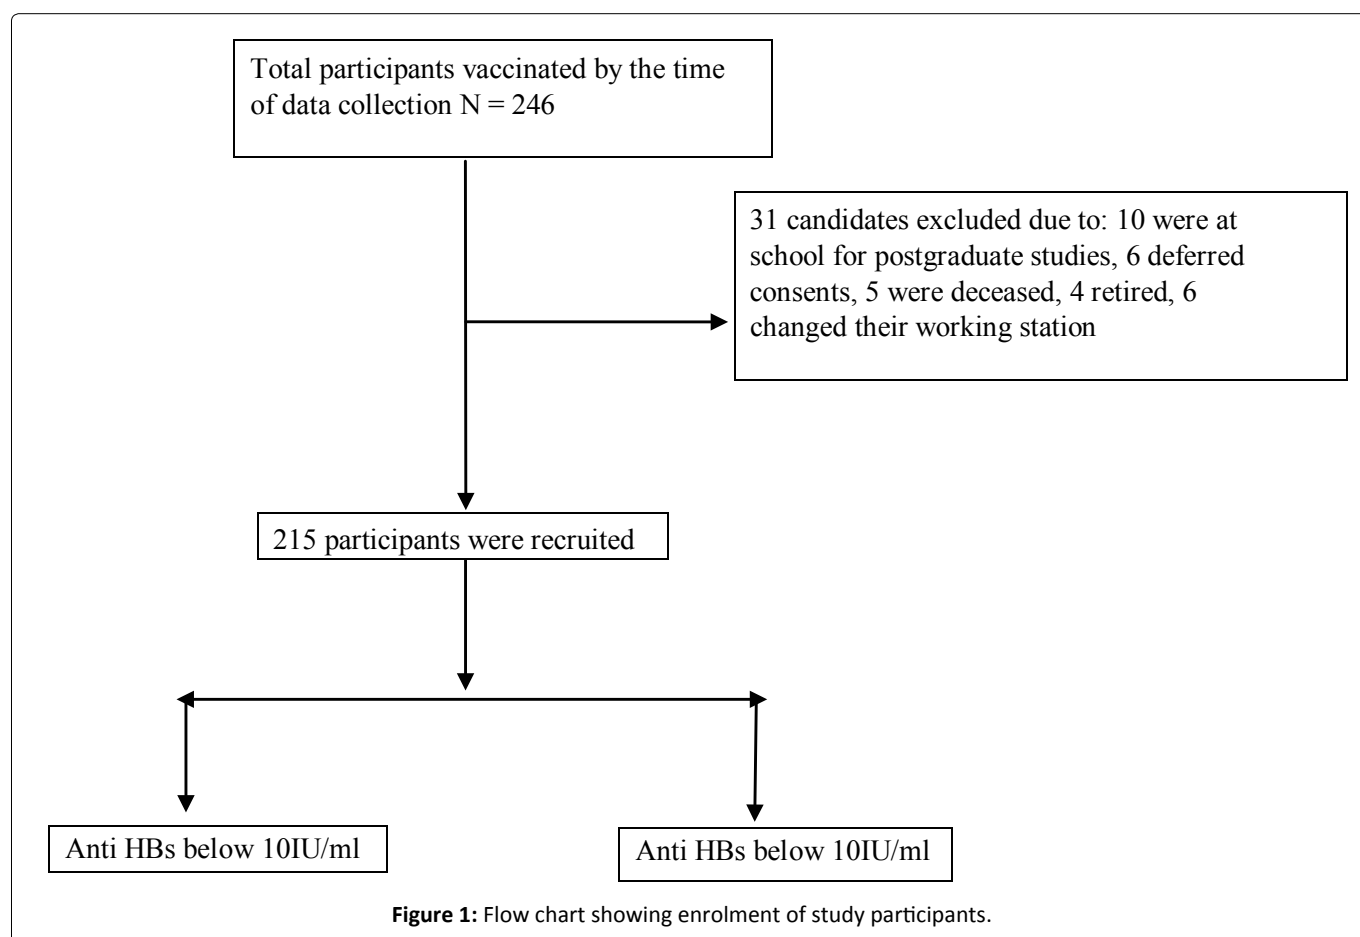 Total participants vaccinated by the time
of data collection N = 246
31 candidates excluded due to: 10 were at
school for postgraduate studies, 6 deferred
consents, 5 were deceased, 4 retired, 6
changed their working station
215 participants were recruited
Anti HBs below 10IU/ml
Anti HBs below 10IU/ml
Figure 1: Flow chart showing enrolment of study participants.